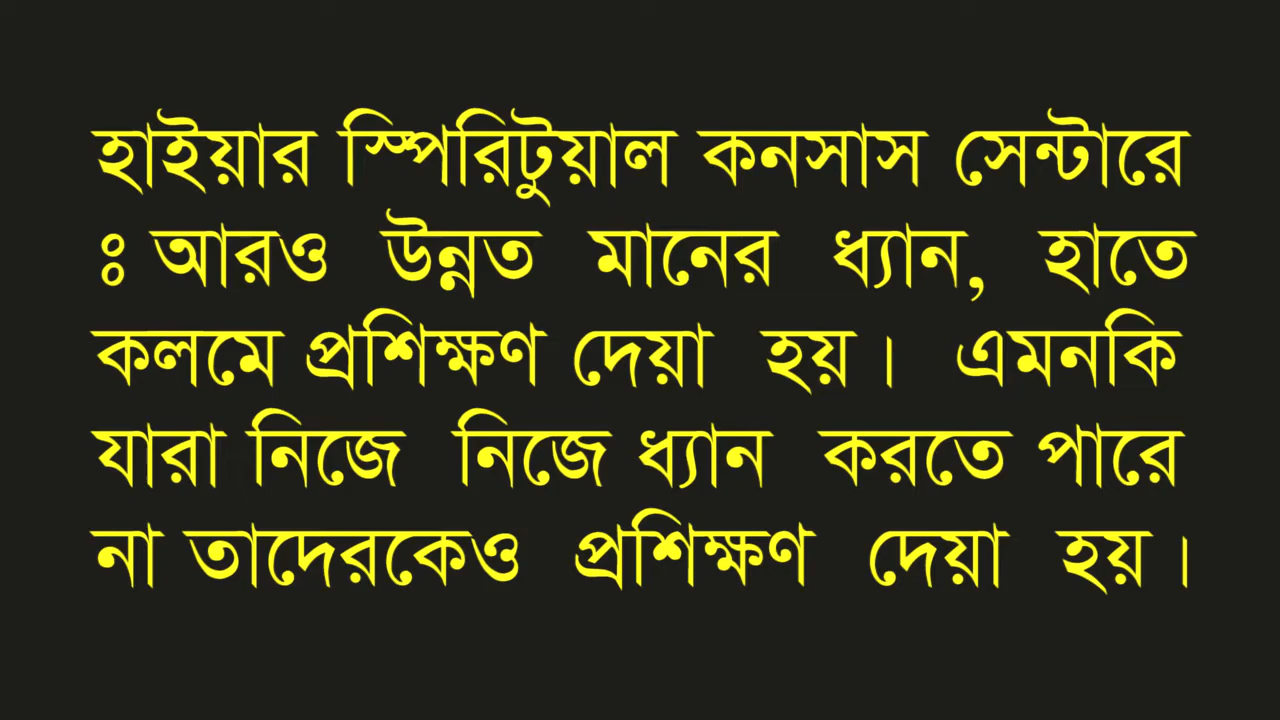 হাইয়ার স্পিরিটুয়াল কনসাস সেন্টারে
ঃ আরও উন্নত মানের ধ্যান, হাতে
কলমে প্রশিক্ষণ দেয়া হয়। এমনকি
যারা নিজে নিজে ধ্যান করতে পারে
না তাদেরকেও প্রশিক্ষণ দেয়া হয়।